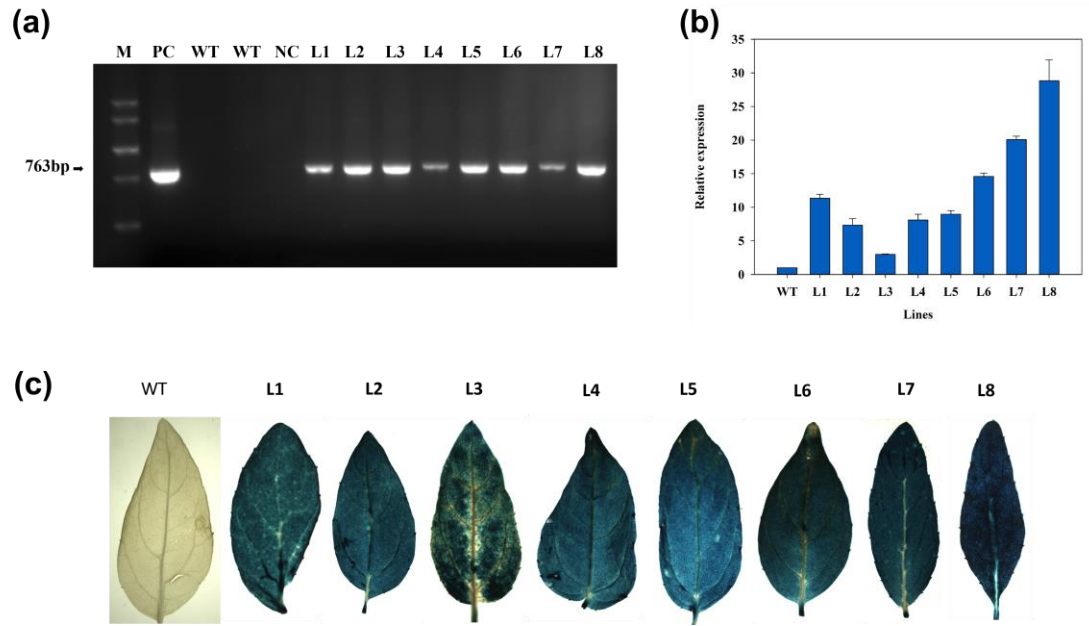 (a)
M PC WT WT NC L1 L2 L3 L4 L5 L6 L7 L8
763bp→
(b)
Relative expression
35
30
25
20
15
10
5
0
WT L1 L2 L3 L4 L5 L6 L7 L8
Lines
(c)
WT L1 L2 L3 L4 L5 L6 L7 L8